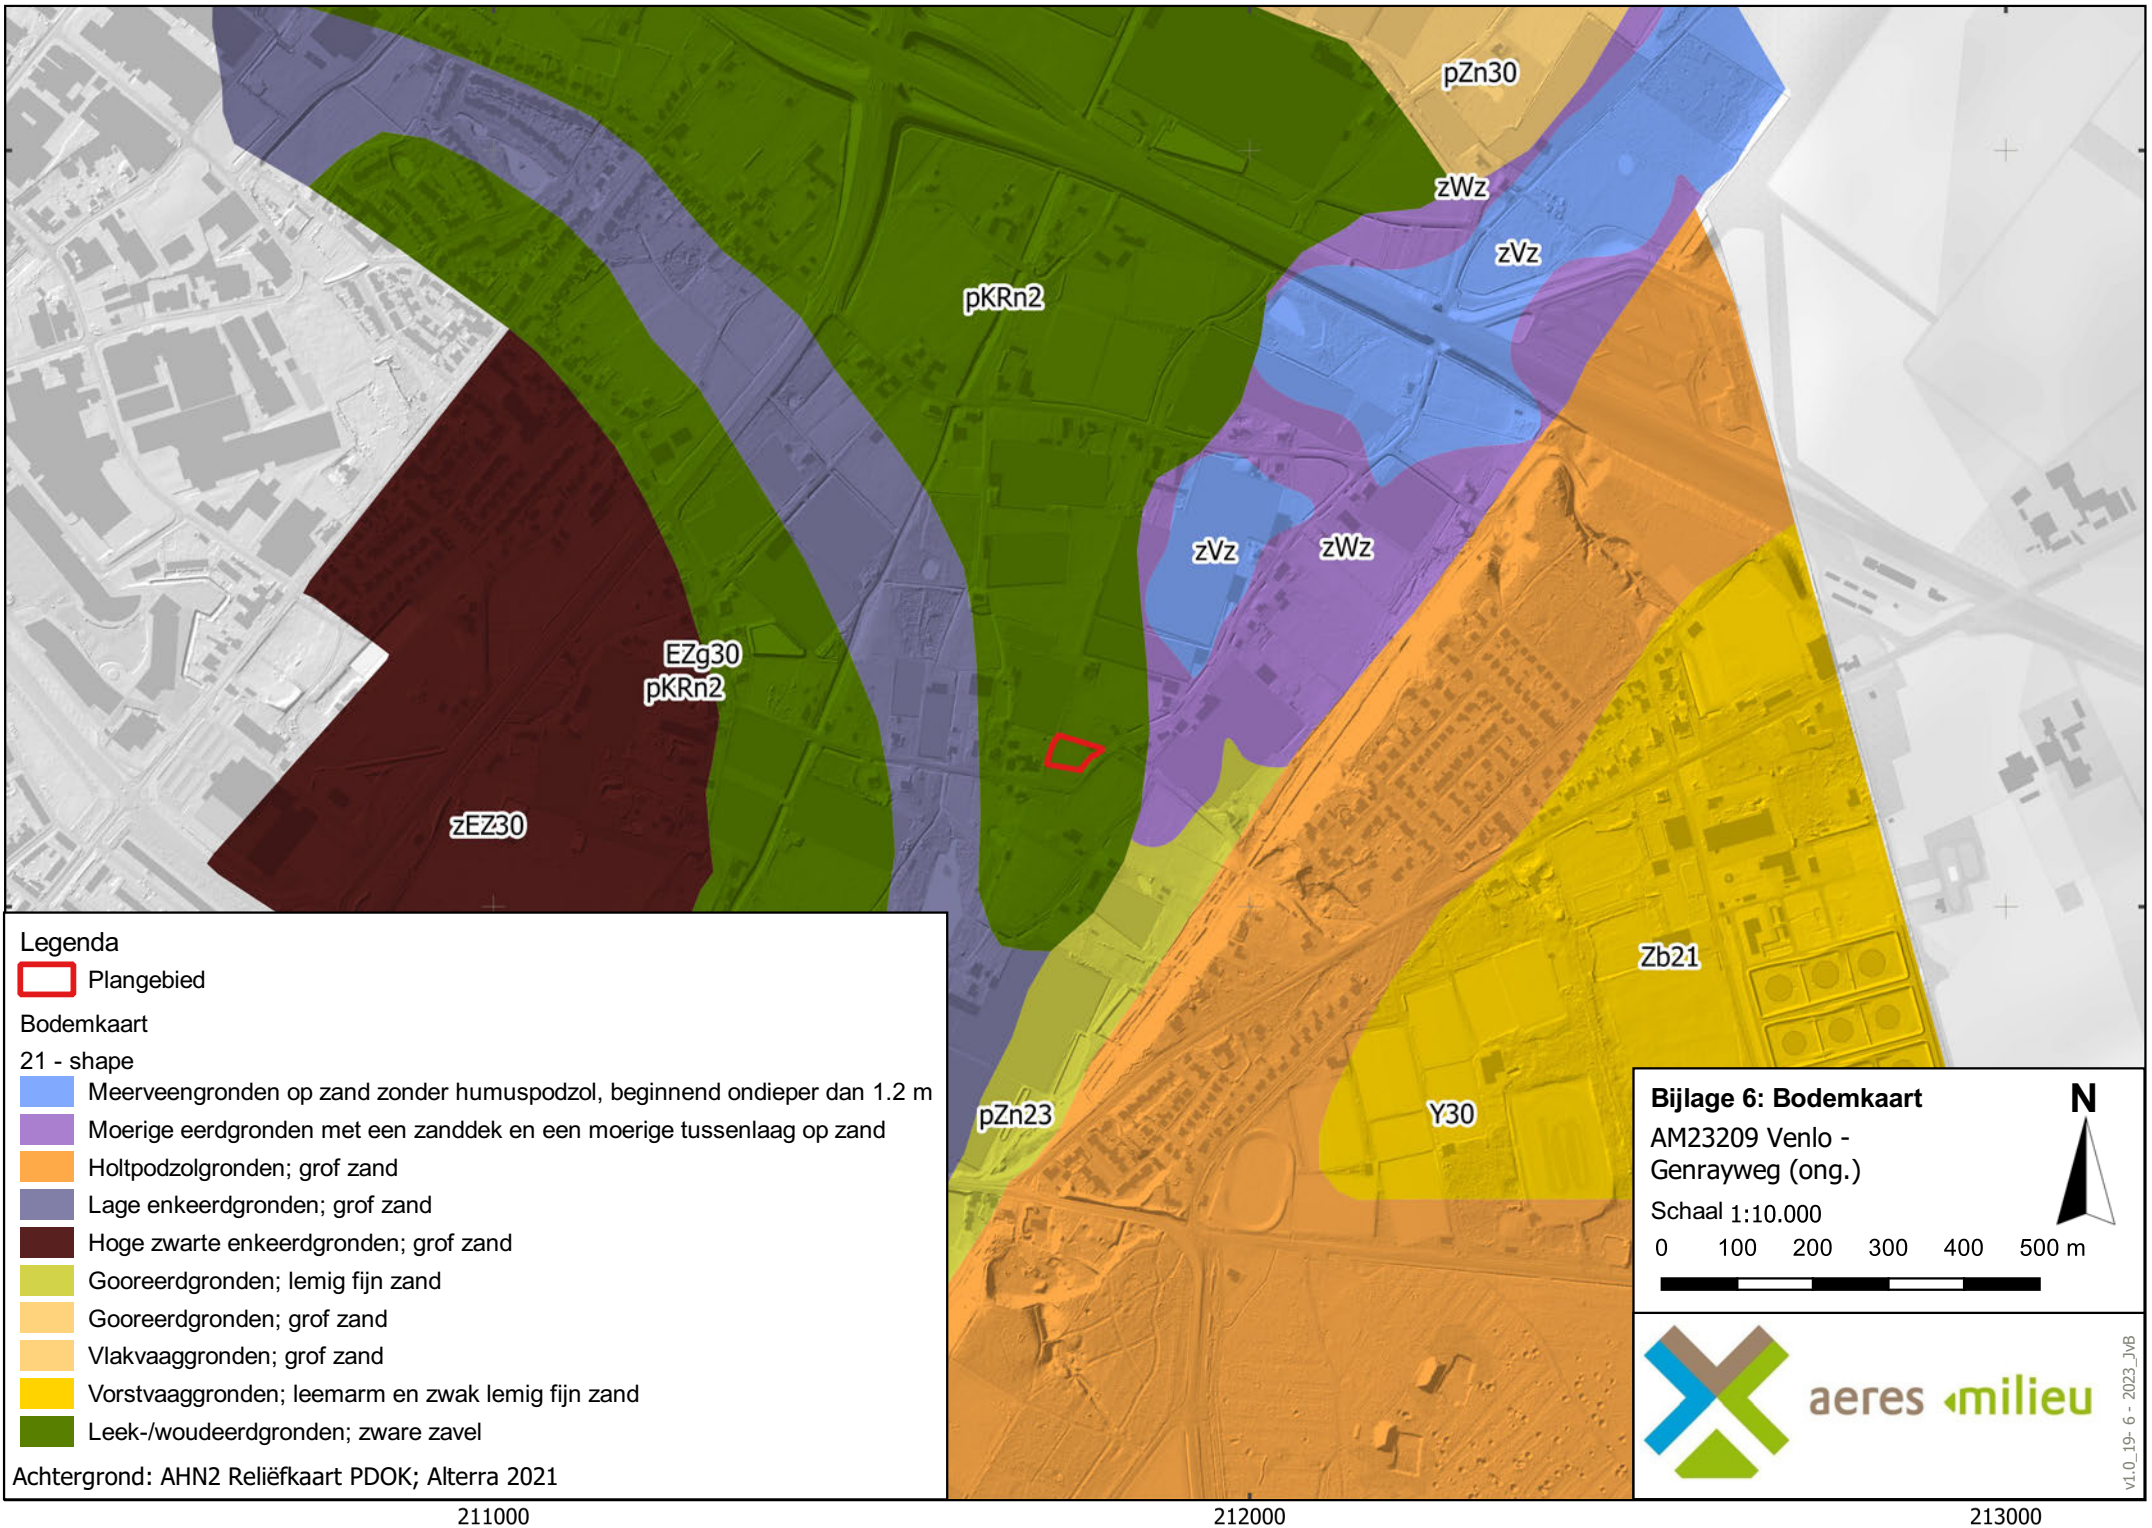 pZn30
zWz
zVz
pKRn2
zVz
zWz
EZg30
pKRn2
zEZ30
Zb21
pZn23
Y30
Legenda
Plangebied
Bodemkaart
21 - shape
Meerveengronden op zand zonder humuspodzol, beginnend ondieper dan 1.2 m
Moerige eerdgronden met een zanddek en een moerige tussenlaag op zand
Holtpodzolgronden; grof zand
Lage enkeerdgronden; grof zand
Hoge zwarte enkeerdgronden; grof zand
Gooreerdgronden; lemig fijn zand
Gooreerdgronden; grof zand
Vlakvaaggronden; grof zand
Vorstvaaggronden; leemarm en zwak lemig fijn zand
Leek-/woudeerdgronden; zware zavel
Achtergrond: AHN2 Reliëfkaart PDOK; Alterra 2021
Bijlage 6: Bodemkaart
AM23209 Venlo -
Genrayweg (ong.)
Schaal 1:10.000
N
0 100 200 300 400 500 m
aeres milieu
v1.0_19- 6 - 2023_JvB
211000 212000 213000